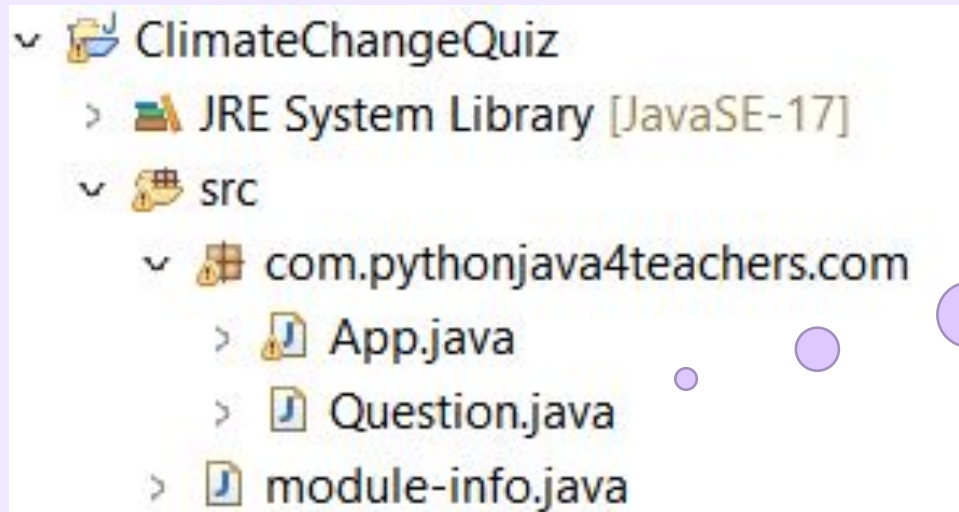 ClimateChangeQuiz
JRE System Library [JavaSE-17]
src
com.pythonjava4teachers.com
App.java
Question.java
module-info.java